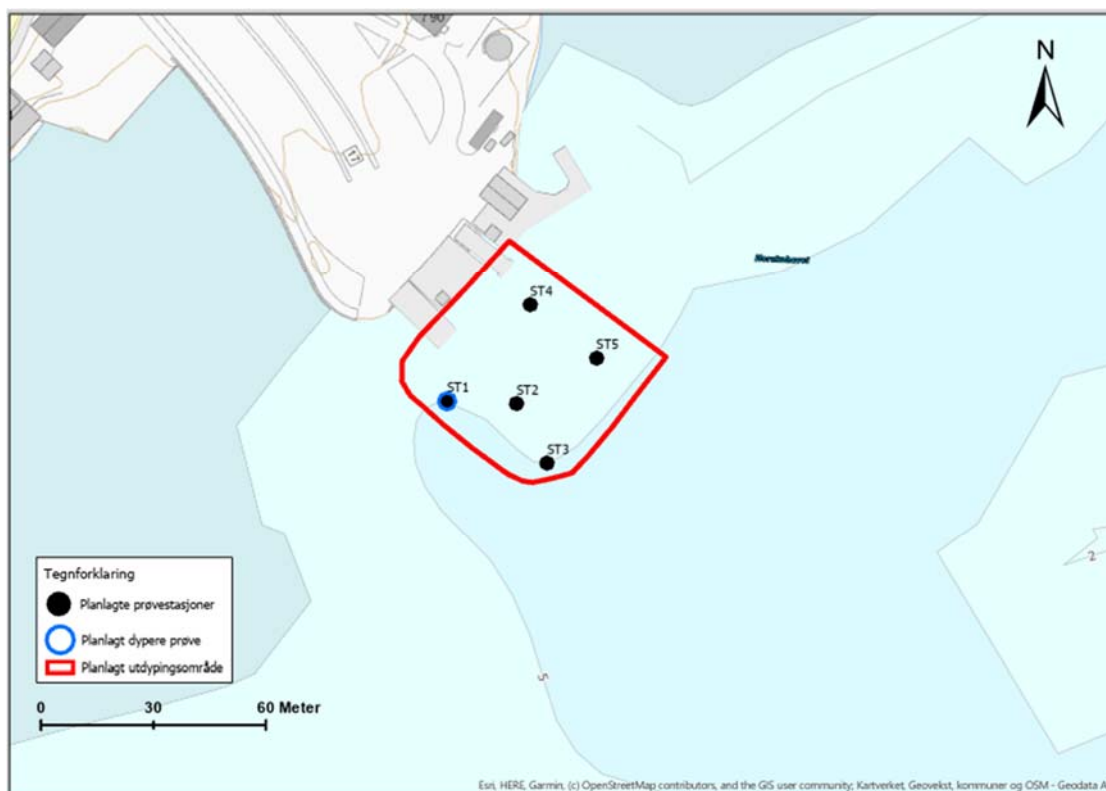 N
17
ST4
ST5
ST1
ST2
ST3
Tegnforklaring
Planlagte prøvestasjoner
Planlagt dypere prøve
Planlagt utdypingsområde
2
5
0 30 60 Meter
Esri, HERE, Garmin, (c) OpenStreetMap contributors, and the GIS user community; Kartverket, Geovekst, kommuner og OSM - Geodata A